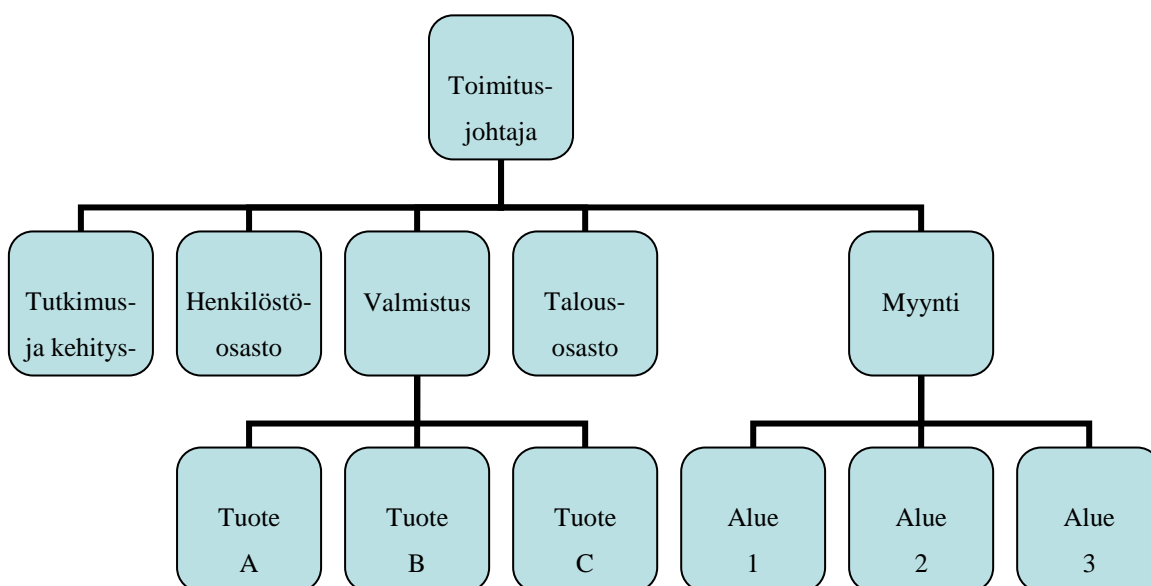 Toimitus-
johtaja
Tutkimus-
ja kehitys-
Henkilöstö-
osasto
Valmistus
Talous-
osasto
Myynti
Tuote
A
Tuote
B
Tuote
C
Alue
1
Alue
2
Alue
3